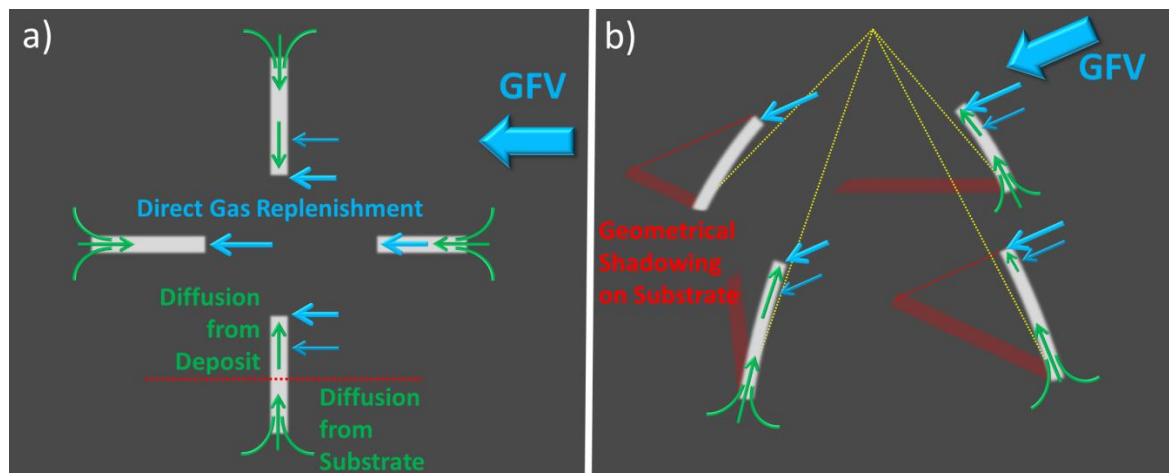 a)
GFV
Direct Gas Replenishment
Diffusion
from
Deposit
Diffusion
from
Substrate
b)
GFV
Geometrical
Shadowing
on Substrate